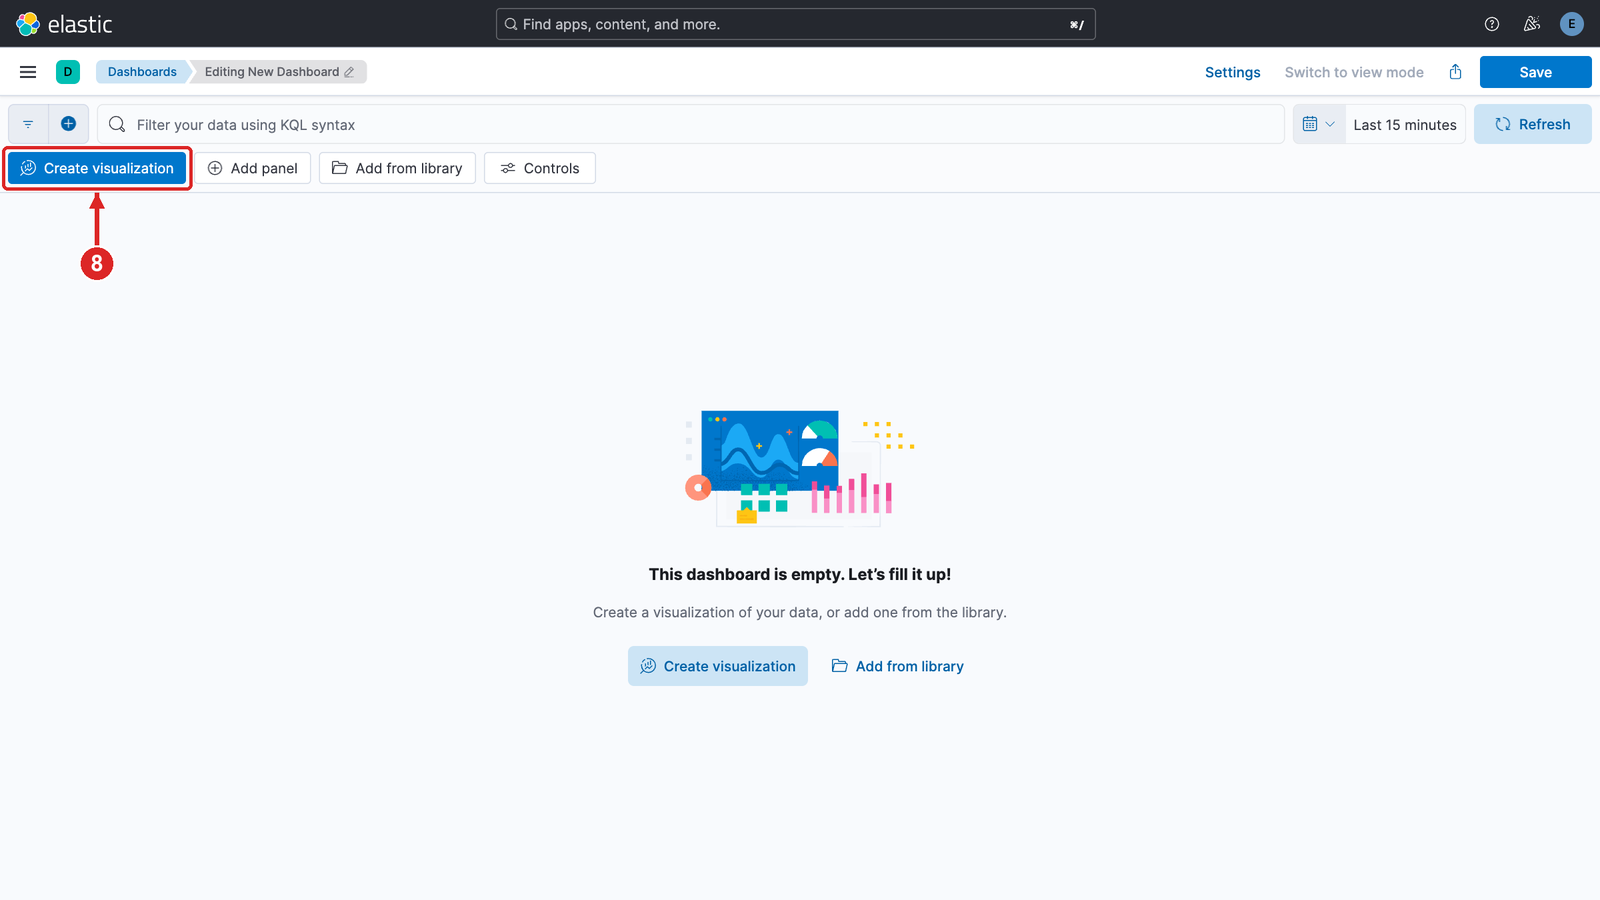 elastic
Find apps, content, and more.
⌘/
E
D
Dashboards
Editing New Dashboard
Settings
Switch to view mode
Save
Filter your data using KQL syntax
Last 15 minutes
Refresh
Create visualization
Add panel
Add from library
Controls
8
This dashboard is empty. Let’s fill it up!
Create a visualization of your data, or add one from the library.
Create visualization
Add from library